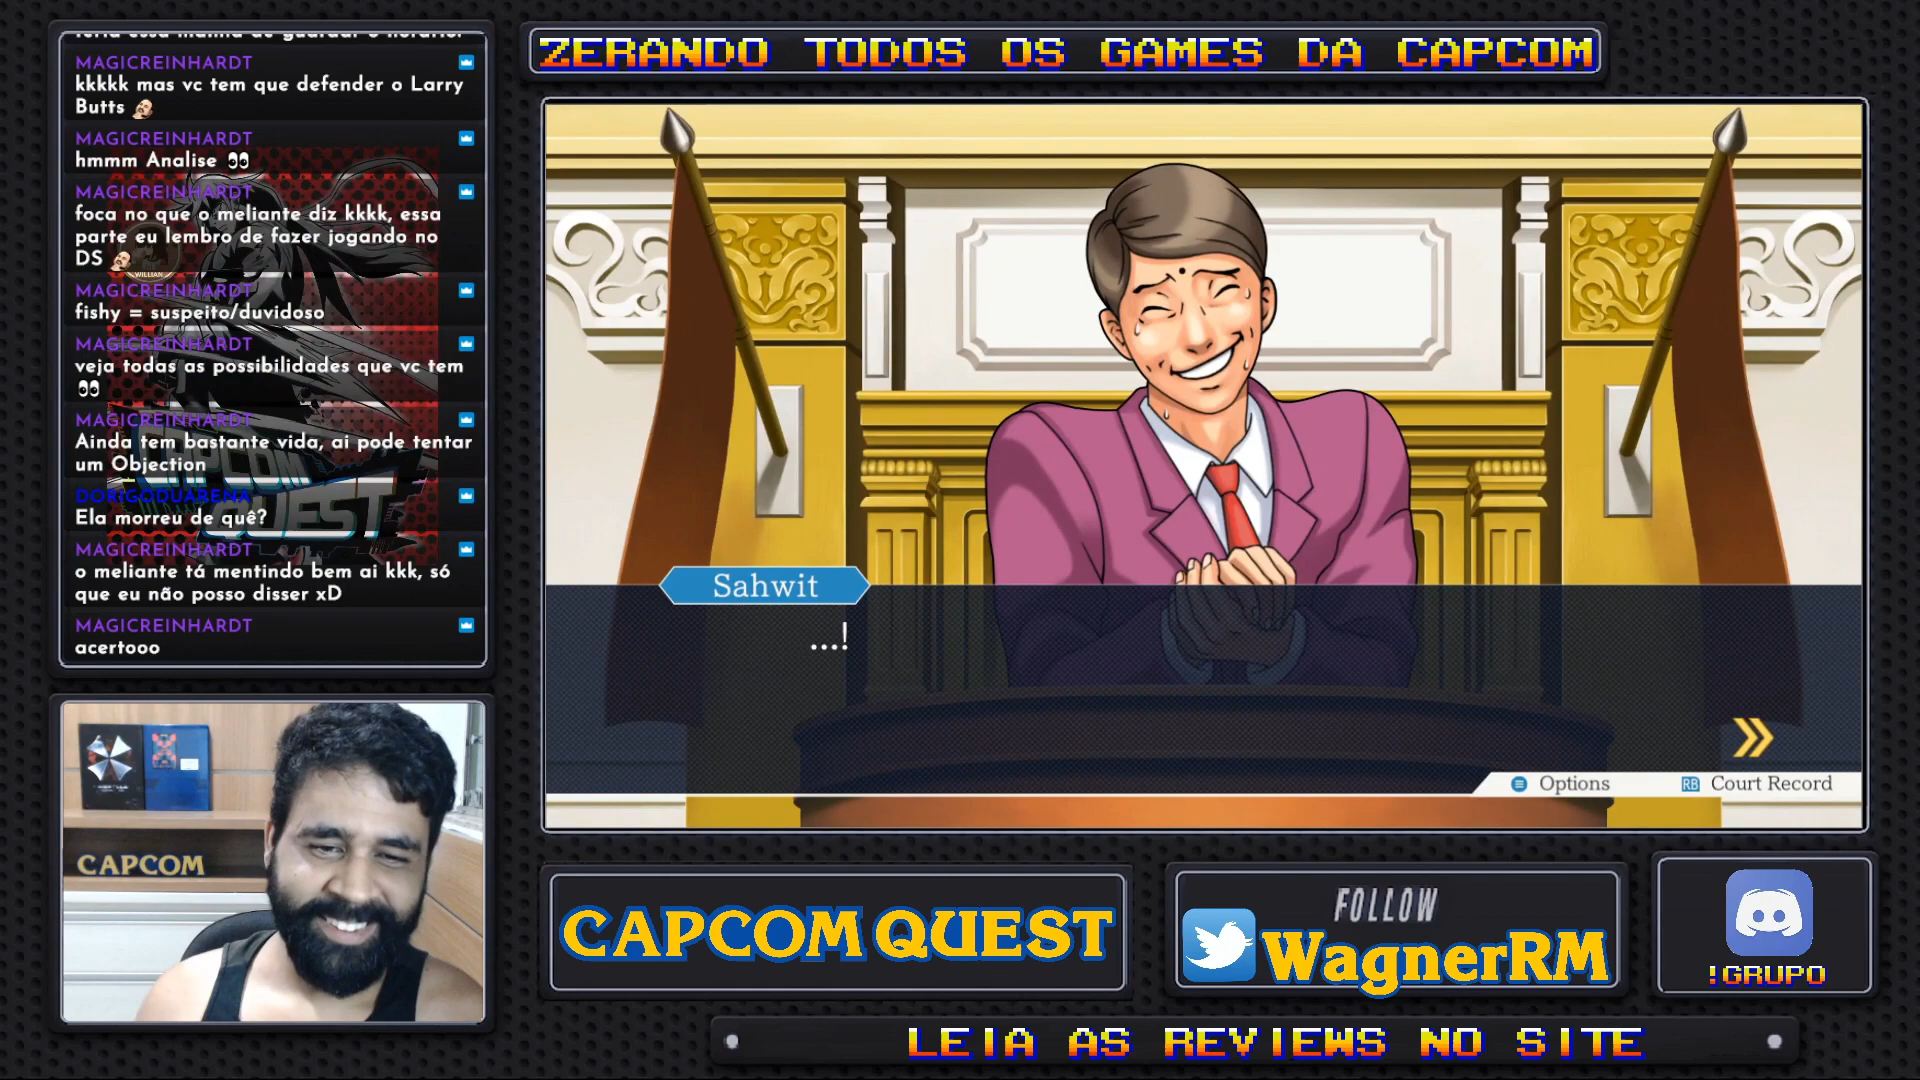 ZERANDO TODOS OS GAMES DA CAPCOM
MAGICREINHARDT
kkkkk mas vc tem que defender o Larry
Butts
MAGICREINHARDT
hmmm Analise
MAGICREINHARDT
foca no que o meliante diz kkkk, essa
parte eu lembro de fazer jogando no
DS
WILLIAN
MAGICREINHARDT
fishy = suspeito/duvidoso
MAGICREINHARDT
veja todas as possibilidades que vc tem
MAGICREINHARDT
Ainda tem bastante vida, ai pode tentar
um Objection
CAPCOM
QUEST
DORIGODUARENA
Ela morreu de quê?
MAGICREINHARDT
o meliante tá mentindo bem ai kkk, só
que eu não posso disser xD
MAGICREINHARDT
acertooo
Sahwit
...!
Options
RB Court Record
CAPCOM
CAPCOM QUEST
FOLLOW
WagnerRM
!GRUPO
LEIA AS REVIEWS NO SITE